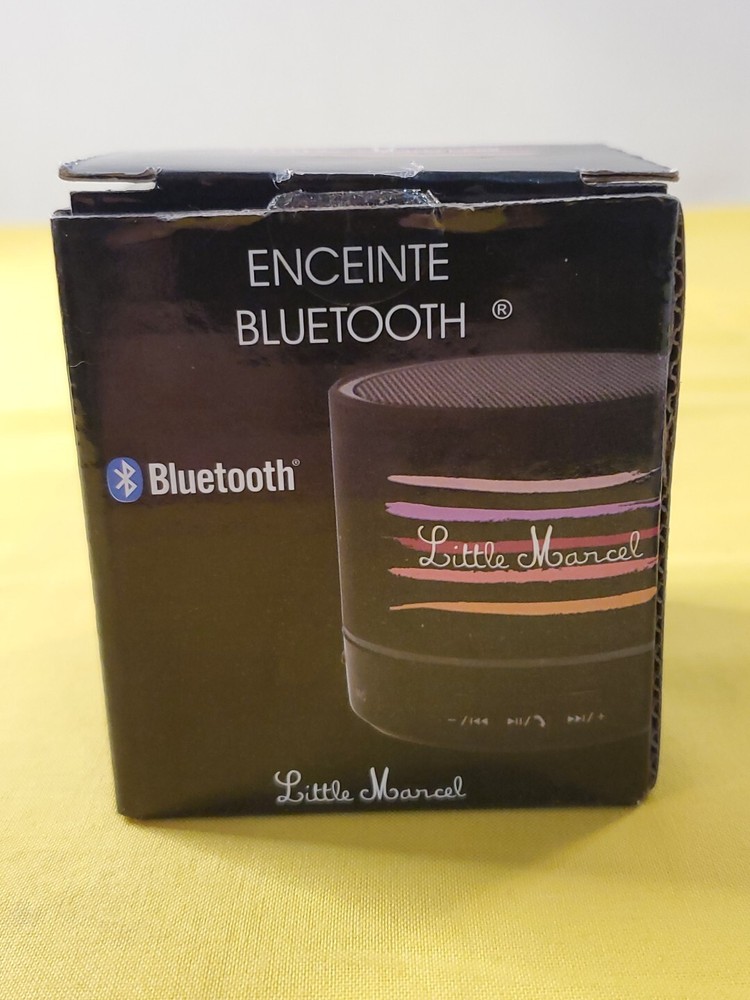 ENCEINTE
BLUETOOTH ®
Bluetooth®
Little Marcel
- / ⏮ ⏯ / 📞 ⏭ / +
Little Marcel